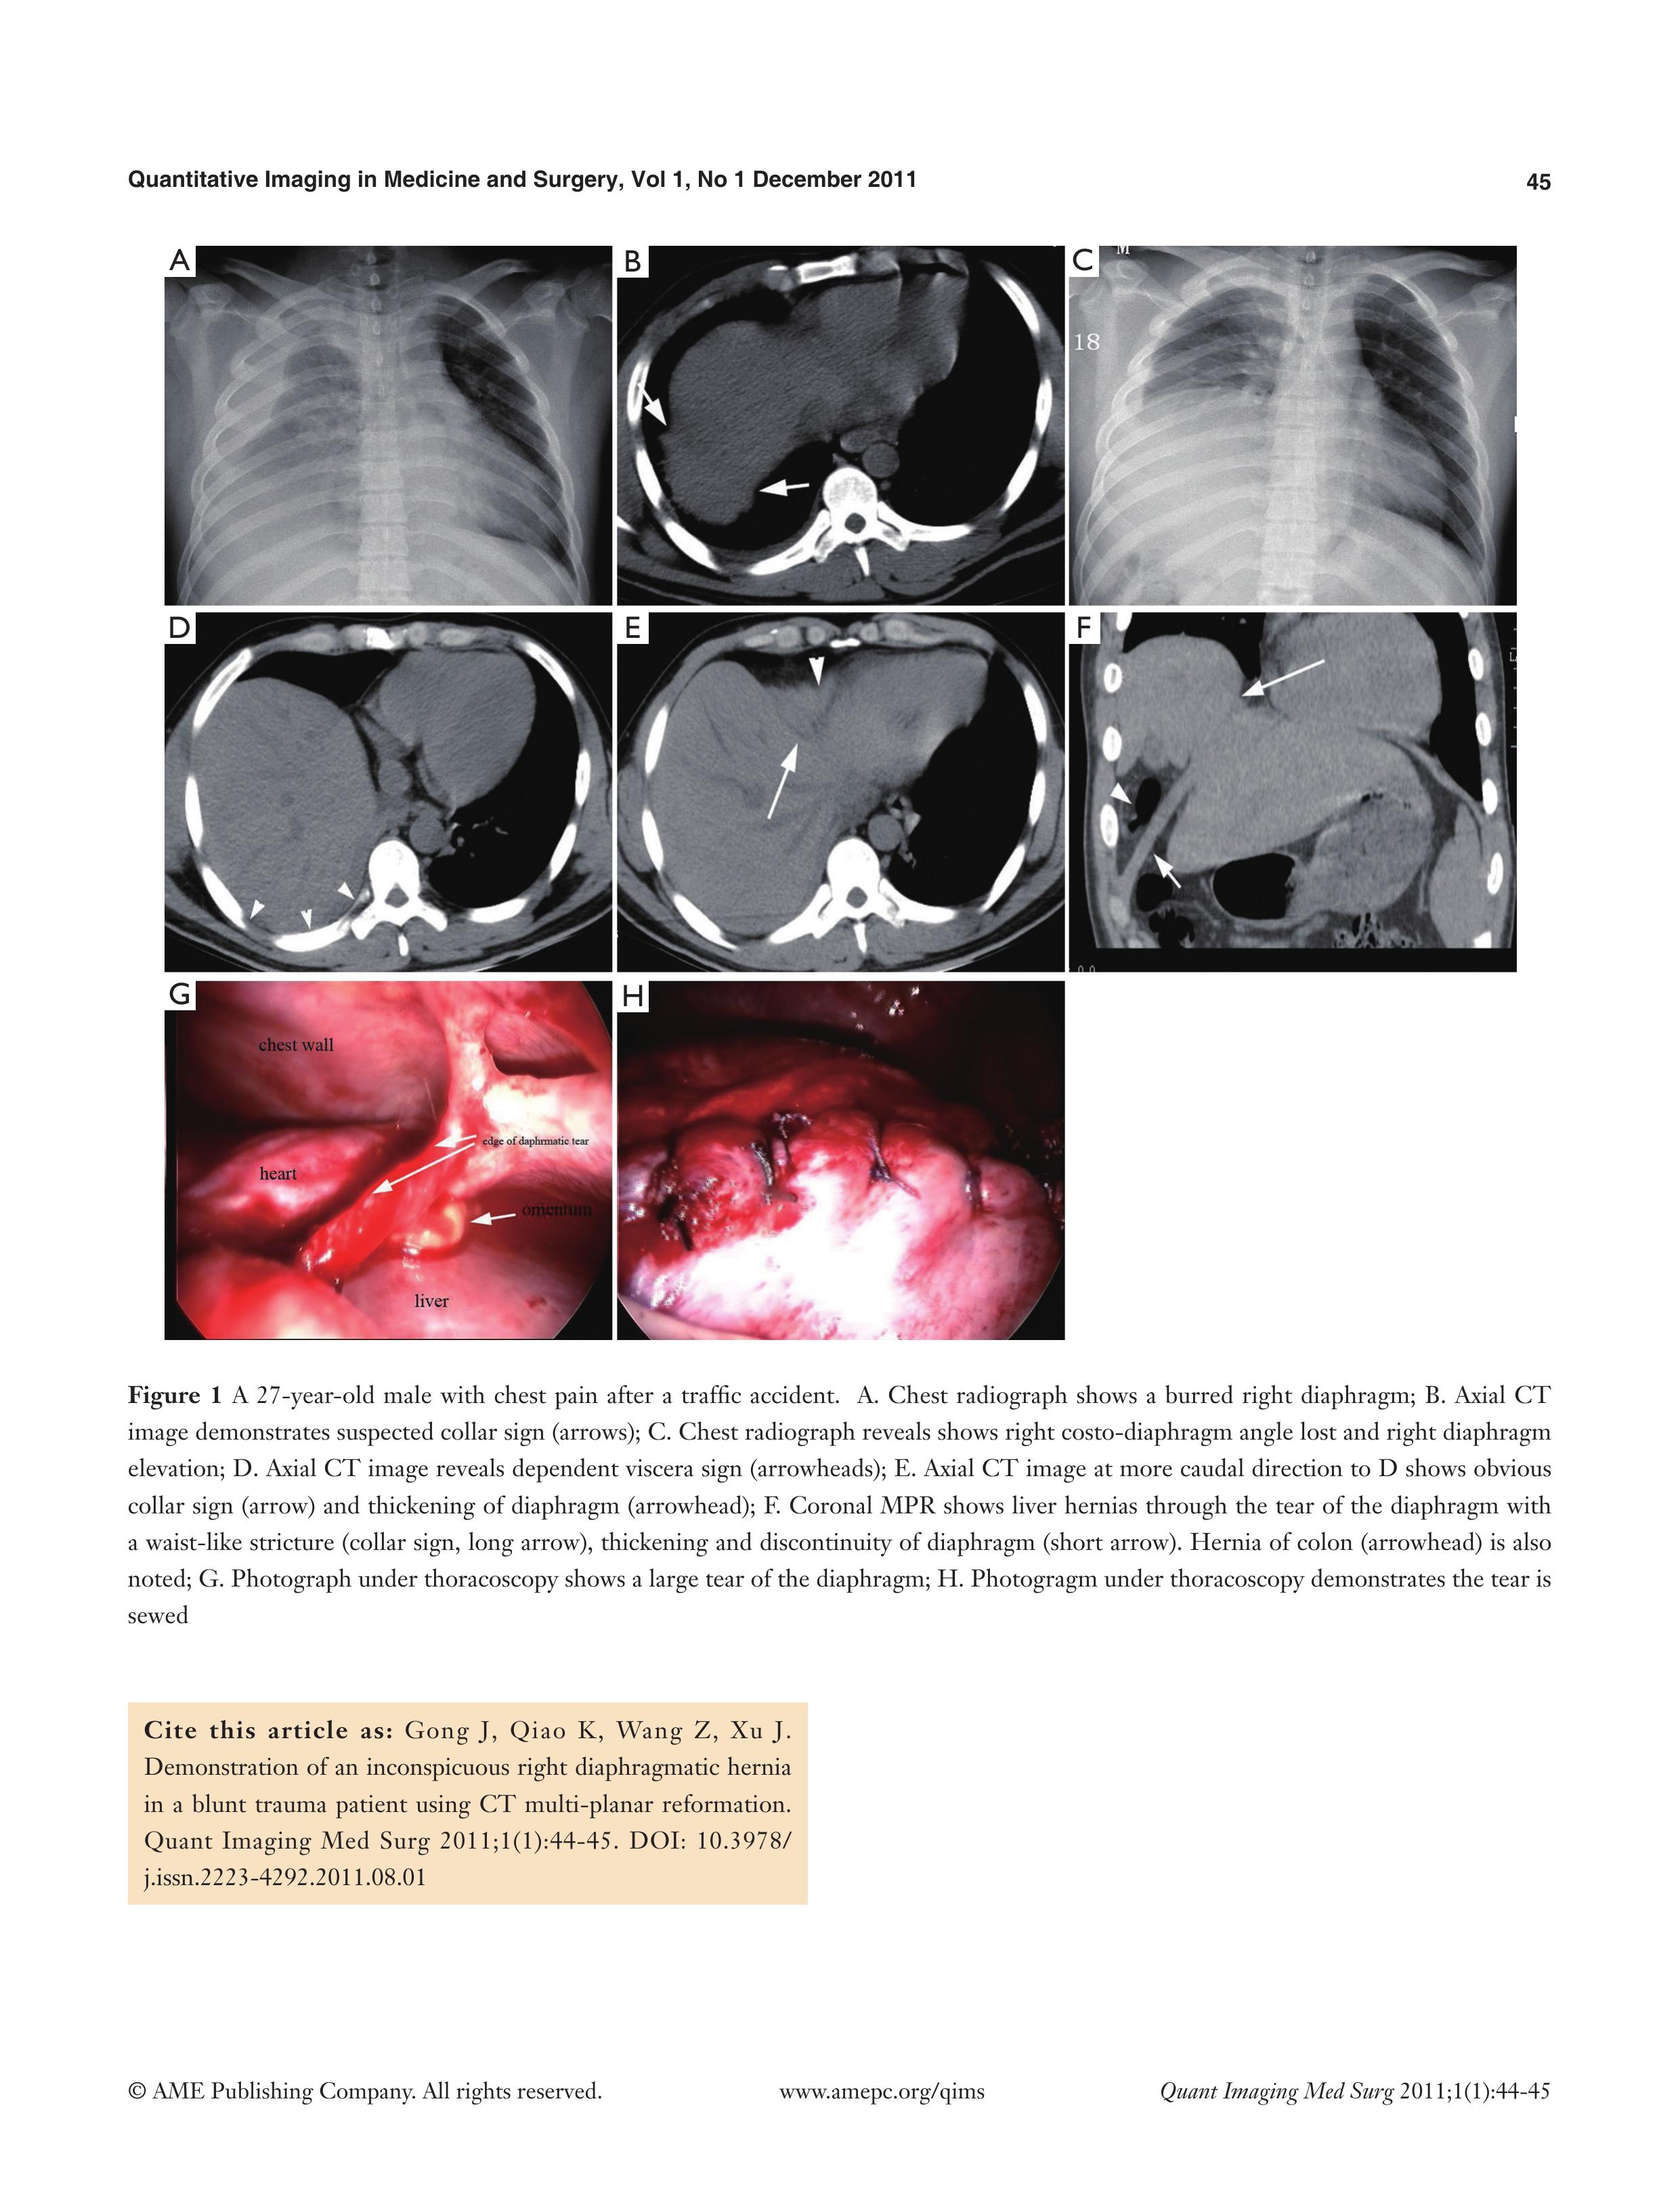 Quantitative Imaging in Medicine and Surgery, Vol 1, No 1 December 2011
45
A
B
C
M
18
D
E
F
G
chest wall
edge of daphrmatic tear
heart
omentum
liver
H
Figure 1 A 27-year-old male with chest pain after a traffic accident. A. Chest radiograph shows a burred right diaphragm; B. Axial CT
image demonstrates suspected collar sign (arrows); C. Chest radiograph reveals shows right costo-diaphragm angle lost and right diaphragm
elevation; D. Axial CT image reveals dependent viscera sign (arrowheads); E. Axial CT image at more caudal direction to D shows obvious
collar sign (arrow) and thickening of diaphragm (arrowhead); F. Coronal MPR shows liver hernias through the tear of the diaphragm with
a waist-like stricture (collar sign, long arrow), thickening and discontinuity of diaphragm (short arrow). Hernia of colon (arrowhead) is also
noted; G. Photograph under thoracoscopy shows a large tear of the diaphragm; H. Photogragm under thoracoscopy demonstrates the tear is
sewed
Cite this article as: Gong J, Qiao K, Wang Z, Xu J.
Demonstration of an inconspicuous right diaphragmatic hernia
in a blunt trauma patient using CT multi-planar reformation.
Quant Imaging Med Surg 2011;1(1):44-45. DOI: 10.3978/
j.issn.2223-4292.2011.08.01
© AME Publishing Company. All rights reserved.
www.amepc.org/qims
Quant Imaging Med Surg 2011;1(1):44-45